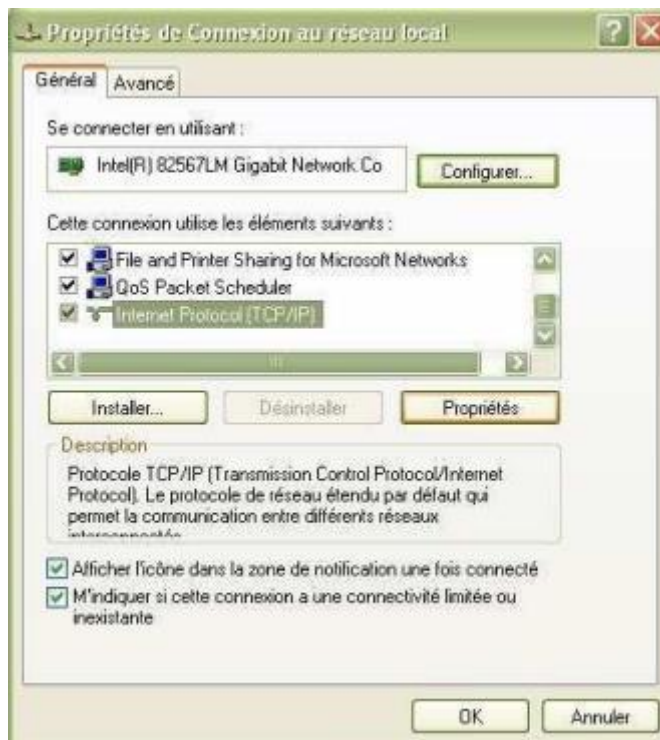 Propriétés de Connexion au réseau local
Général
Avancé
Se connecter en utilisant :
Intel(R) 82567LM Gigabit Network Co
Configurer...
Cette connexion utilise les éléments suivants :
File and Printer Sharing for Microsoft Networks
QoS Packet Scheduler
Internet Protocol (TCP/IP)
Installer...
Désinstaller
Propriétés
Description
Protocole TCP/IP (Transmission Control Protocol/Internet
Protocol). Le protocole de réseau étendu par défaut qui
permet la communication entre différents réseaux
interconnectés.
Afficher l'icône dans la zone de notification une fois connecté
M'indiquer si cette connexion a une connectivité limitée ou
inexistante
OK
Annuler